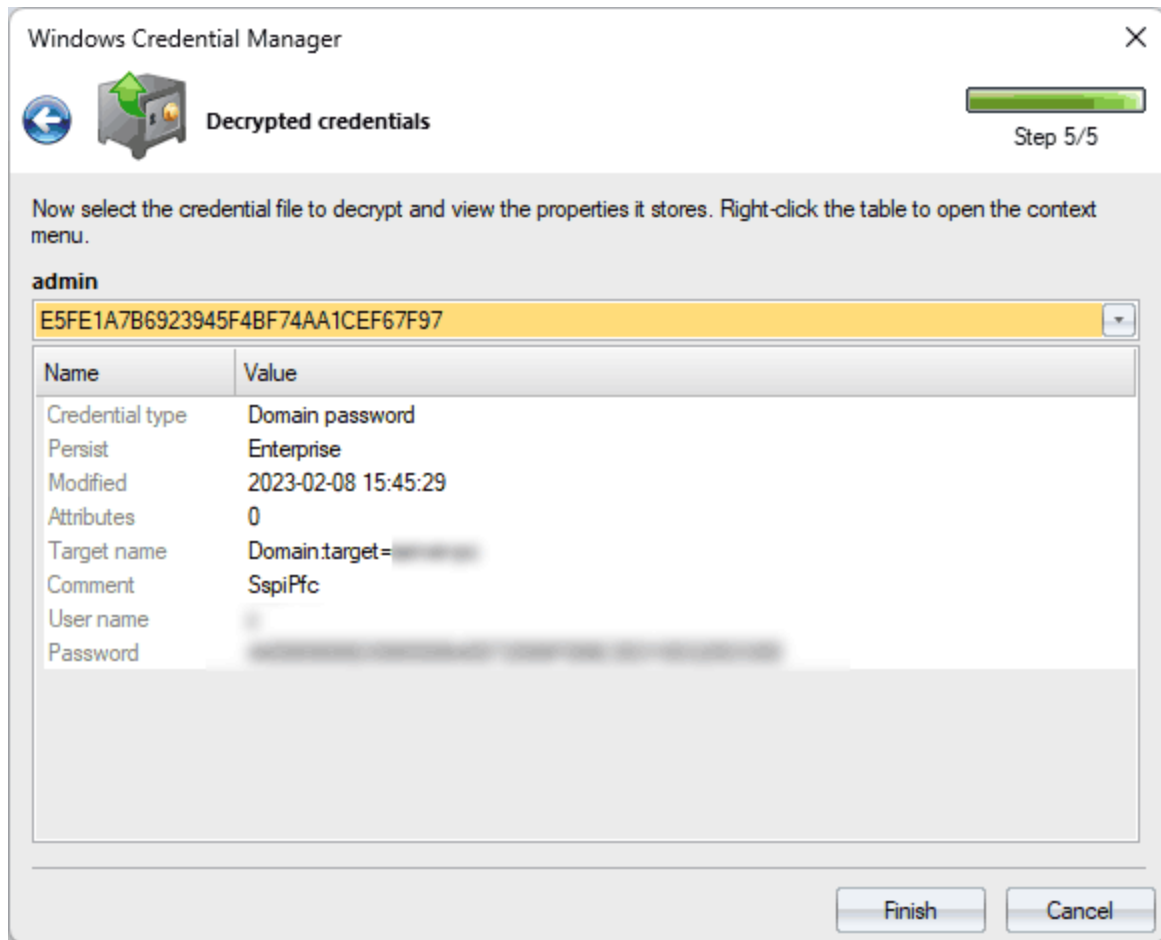 Windows Credential Manager
Decrypted credentials
Step 5/5
Now select the credential file to decrypt and view the properties it stores. Right-click the table to open the context
menu.
admin
E5FE1A7B6923945F4BF74AA1CEF67F97
Name Value
Credential type Domain password
Persist Enterprise
Modified 2023-02-08 15:45:29
Attributes 0
Target name Domain:target=
Comment SspiPfc
User name
Password
Finish Cancel